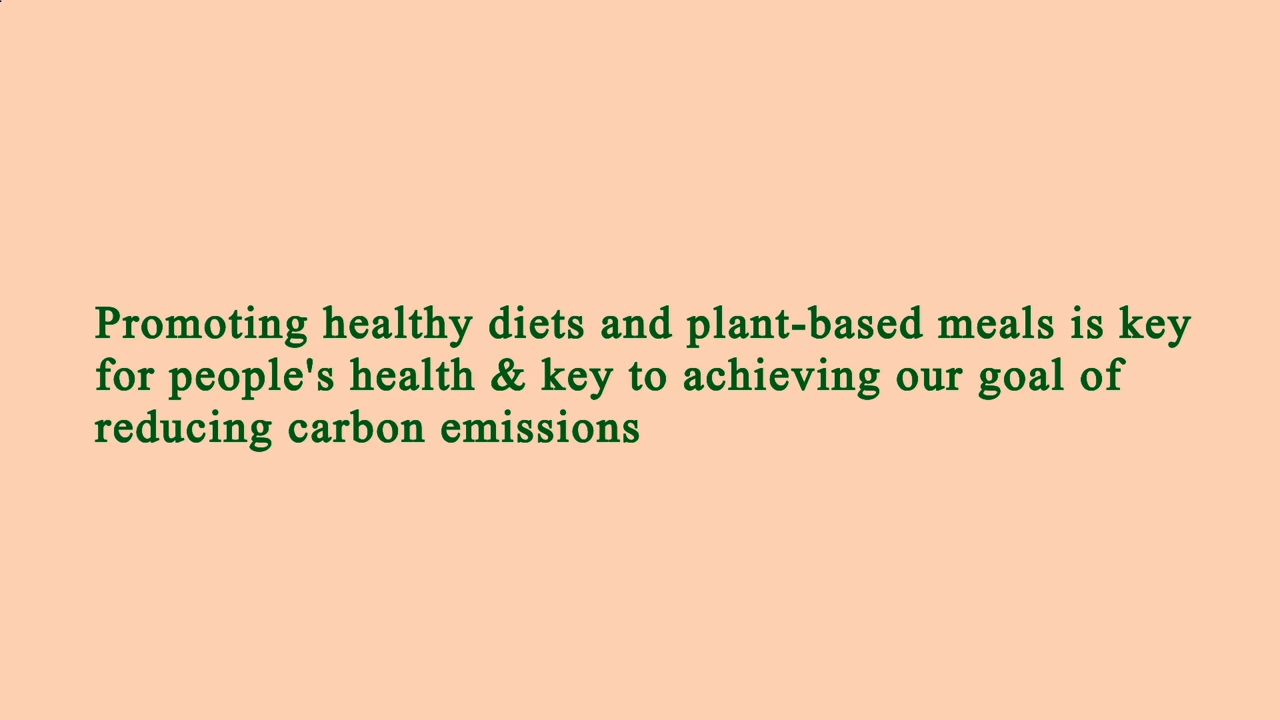 Promoting healthy diets and plant-based meals is key
for people's health & key to achieving our goal of
reducing carbon emissions